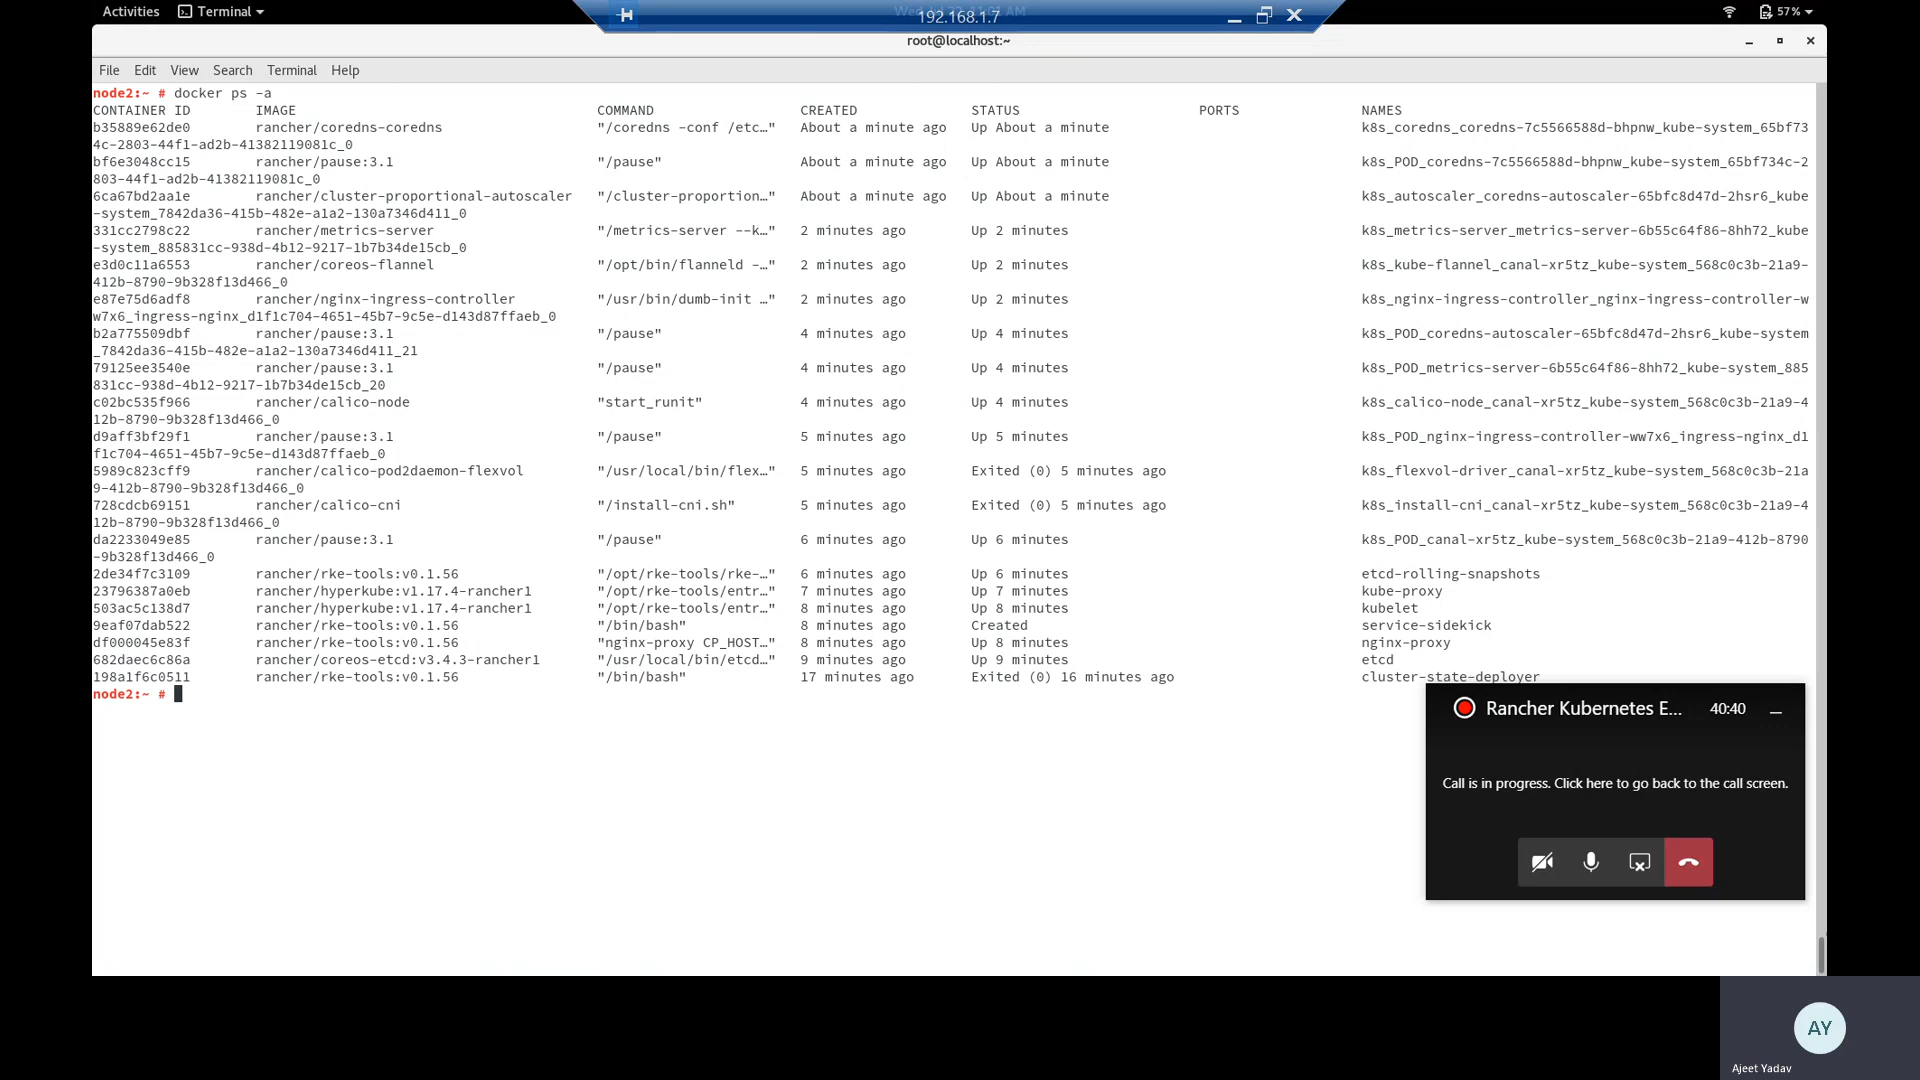 Activities Terminal 192.168.1.7 57%
root@localhost:~
File Edit View Search Terminal Help
node2:~ # docker ps -a
CONTAINER ID IMAGE COMMAND CREATED STATUS PORTS NAMES
b35889e62de0 rancher/coredns-coredns "/coredns -conf /etc…" About a minute ago Up About a minute k8s_coredns_coredns-7c5566588d-bhpnw_kube-system_65bf73
4c-2803-44f1-ad2b-41382119081c_0
bf6e3048cc15 rancher/pause:3.1 "/pause" About a minute ago Up About a minute k8s_POD_coredns-7c5566588d-bhpnw_kube-system_65bf734c-2
803-44f1-ad2b-41382119081c_0
6ca67bd2aa1e rancher/cluster-proportional-autoscaler "/cluster-proportion…" About a minute ago Up About a minute k8s_autoscaler_coredns-autoscaler-65bfc8d47d-2hsr6_kube
-system_7842da36-415b-482e-a1a2-130a7346d411_0
331cc2798c22 rancher/metrics-server "/metrics-server --k…" 2 minutes ago Up 2 minutes k8s_metrics-server_metrics-server-6b55c64f86-8hh72_kube
-system_885831cc-938d-4b12-9217-1b7b34de15cb_0
e3d0c11a6553 rancher/coreos-flannel "/opt/bin/flanneld -…" 2 minutes ago Up 2 minutes k8s_kube-flannel_canal-xr5tz_kube-system_568c0c3b-21a9-
412b-8790-9b328f13d466_0
e87e75d6adf8 rancher/nginx-ingress-controller "/usr/bin/dumb-init …" 2 minutes ago Up 2 minutes k8s_nginx-ingress-controller_nginx-ingress-controller-w
w7x6_ingress-nginx_d1f1c704-4651-45b7-9c5e-d143d87ffaeb_0
b2a775509dbf rancher/pause:3.1 "/pause" 4 minutes ago Up 4 minutes k8s_POD_coredns-autoscaler-65bfc8d47d-2hsr6_kube-system
_7842da36-415b-482e-a1a2-130a7346d411_21
79125ee3540e rancher/pause:3.1 "/pause" 4 minutes ago Up 4 minutes k8s_POD_metrics-server-6b55c64f86-8hh72_kube-system_885
831cc-938d-4b12-9217-1b7b34de15cb_20
c02bc535f966 rancher/calico-node "start_runit" 4 minutes ago Up 4 minutes k8s_calico-node_canal-xr5tz_kube-system_568c0c3b-21a9-4
12b-8790-9b328f13d466_0
d9aff3bf29f1 rancher/pause:3.1 "/pause" 5 minutes ago Up 5 minutes k8s_POD_nginx-ingress-controller-ww7x6_ingress-nginx_d1
f1c704-4651-45b7-9c5e-d143d87ffaeb_0
5989c823cff9 rancher/calico-pod2daemon-flexvol "/usr/local/bin/flex…" 5 minutes ago Exited (0) 5 minutes ago k8s_flexvol-driver_canal-xr5tz_kube-system_568c0c3b-21a
9-412b-8790-9b328f13d466_0
728cdcb69151 rancher/calico-cni "/install-cni.sh" 5 minutes ago Exited (0) 5 minutes ago k8s_install-cni_canal-xr5tz_kube-system_568c0c3b-21a9-4
12b-8790-9b328f13d466_0
da2233049e85 rancher/pause:3.1 "/pause" 6 minutes ago Up 6 minutes k8s_POD_canal-xr5tz_kube-system_568c0c3b-21a9-412b-8790
-9b328f13d466_0
2de34f7c3109 rancher/rke-tools:v0.1.56 "/opt/rke-tools/rke-…" 6 minutes ago Up 6 minutes etcd-rolling-snapshots
23796387a0eb rancher/hyperkube:v1.17.4-rancher1 "/opt/rke-tools/entr…" 7 minutes ago Up 7 minutes kube-proxy
503ac5c138d7 rancher/hyperkube:v1.17.4-rancher1 "/opt/rke-tools/entr…" 8 minutes ago Up 8 minutes kubelet
9eaf07dab522 rancher/rke-tools:v0.1.56 "/bin/bash" 8 minutes ago Created service-sidekick
df000045e83f rancher/rke-tools:v0.1.56 "nginx-proxy CP_HOST…" 8 minutes ago Up 8 minutes nginx-proxy
682daec6c86a rancher/coreos-etcd:v3.4.3-rancher1 "/usr/local/bin/etcd…" 9 minutes ago Up 9 minutes etcd
198a1f6c0511 rancher/rke-tools:v0.1.56 "/bin/bash" 17 minutes ago Exited (0) 16 minutes ago cluster-state-deployer
node2:~ #
Rancher Kubernetes E... 40:40
Call is in progress. Click here to go back to the call screen.
AY
Ajeet Yadav